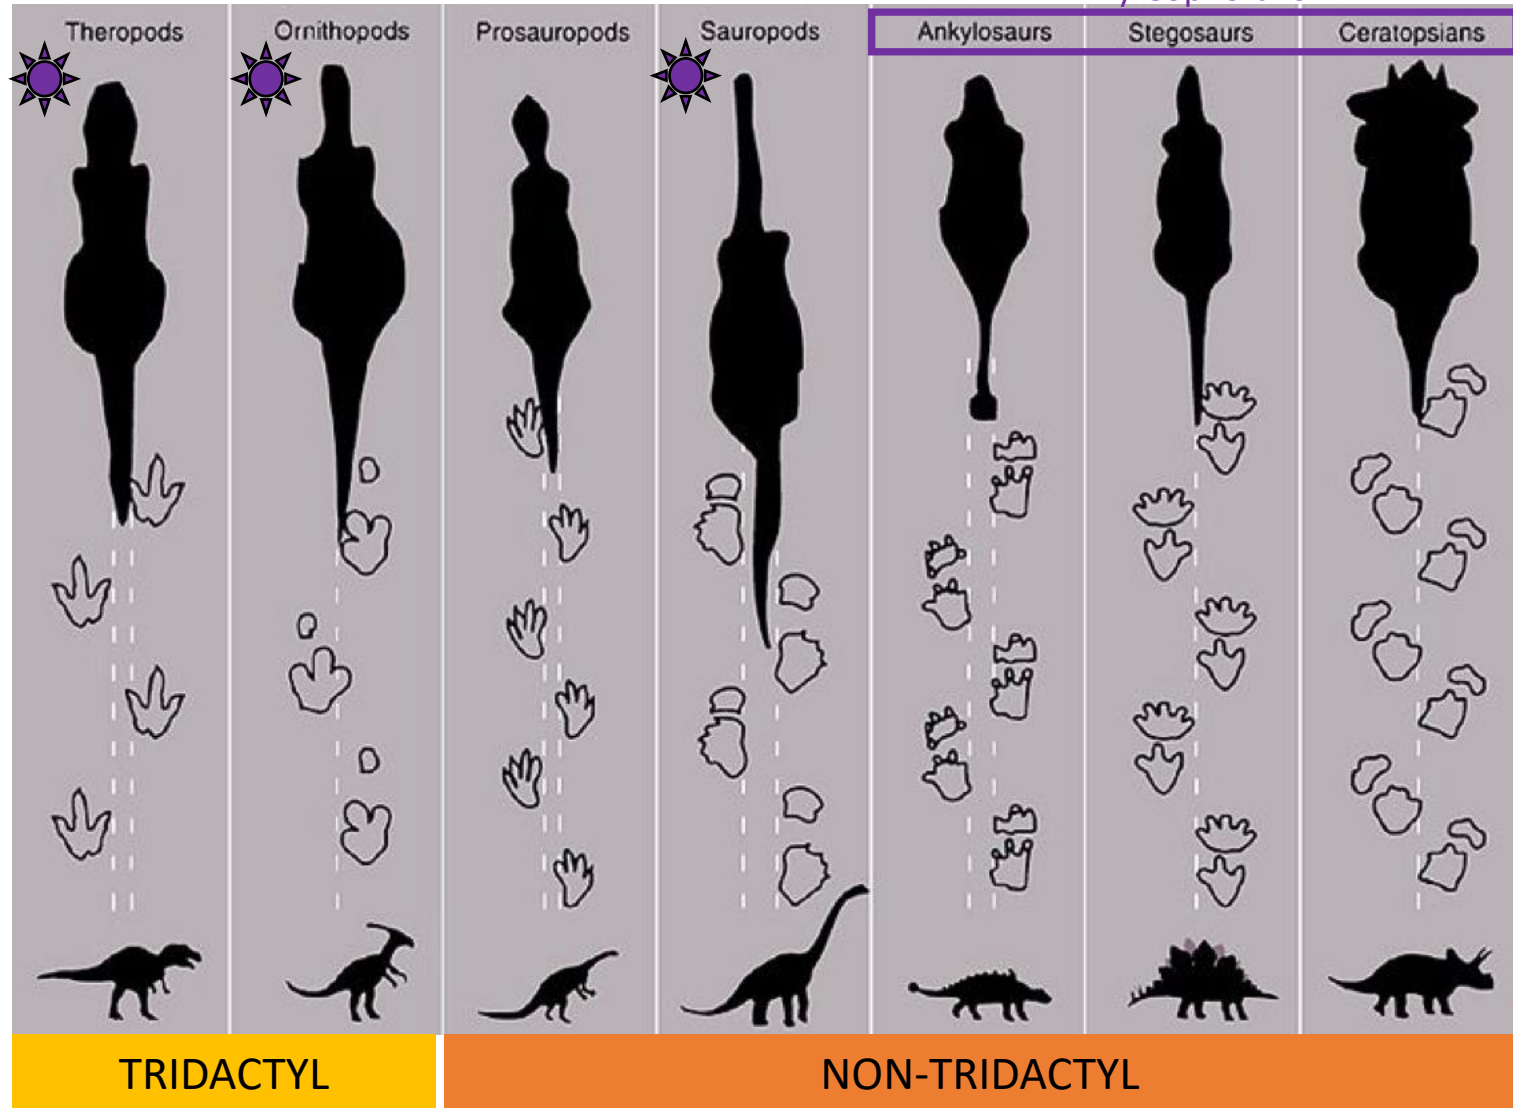 Theropods
Ornithopods
Prosauropods
Sauropods
Ankylosaurs
Stegosaurs
Ceratopsians
TRIDACTYL
NON-TRIDACTYL